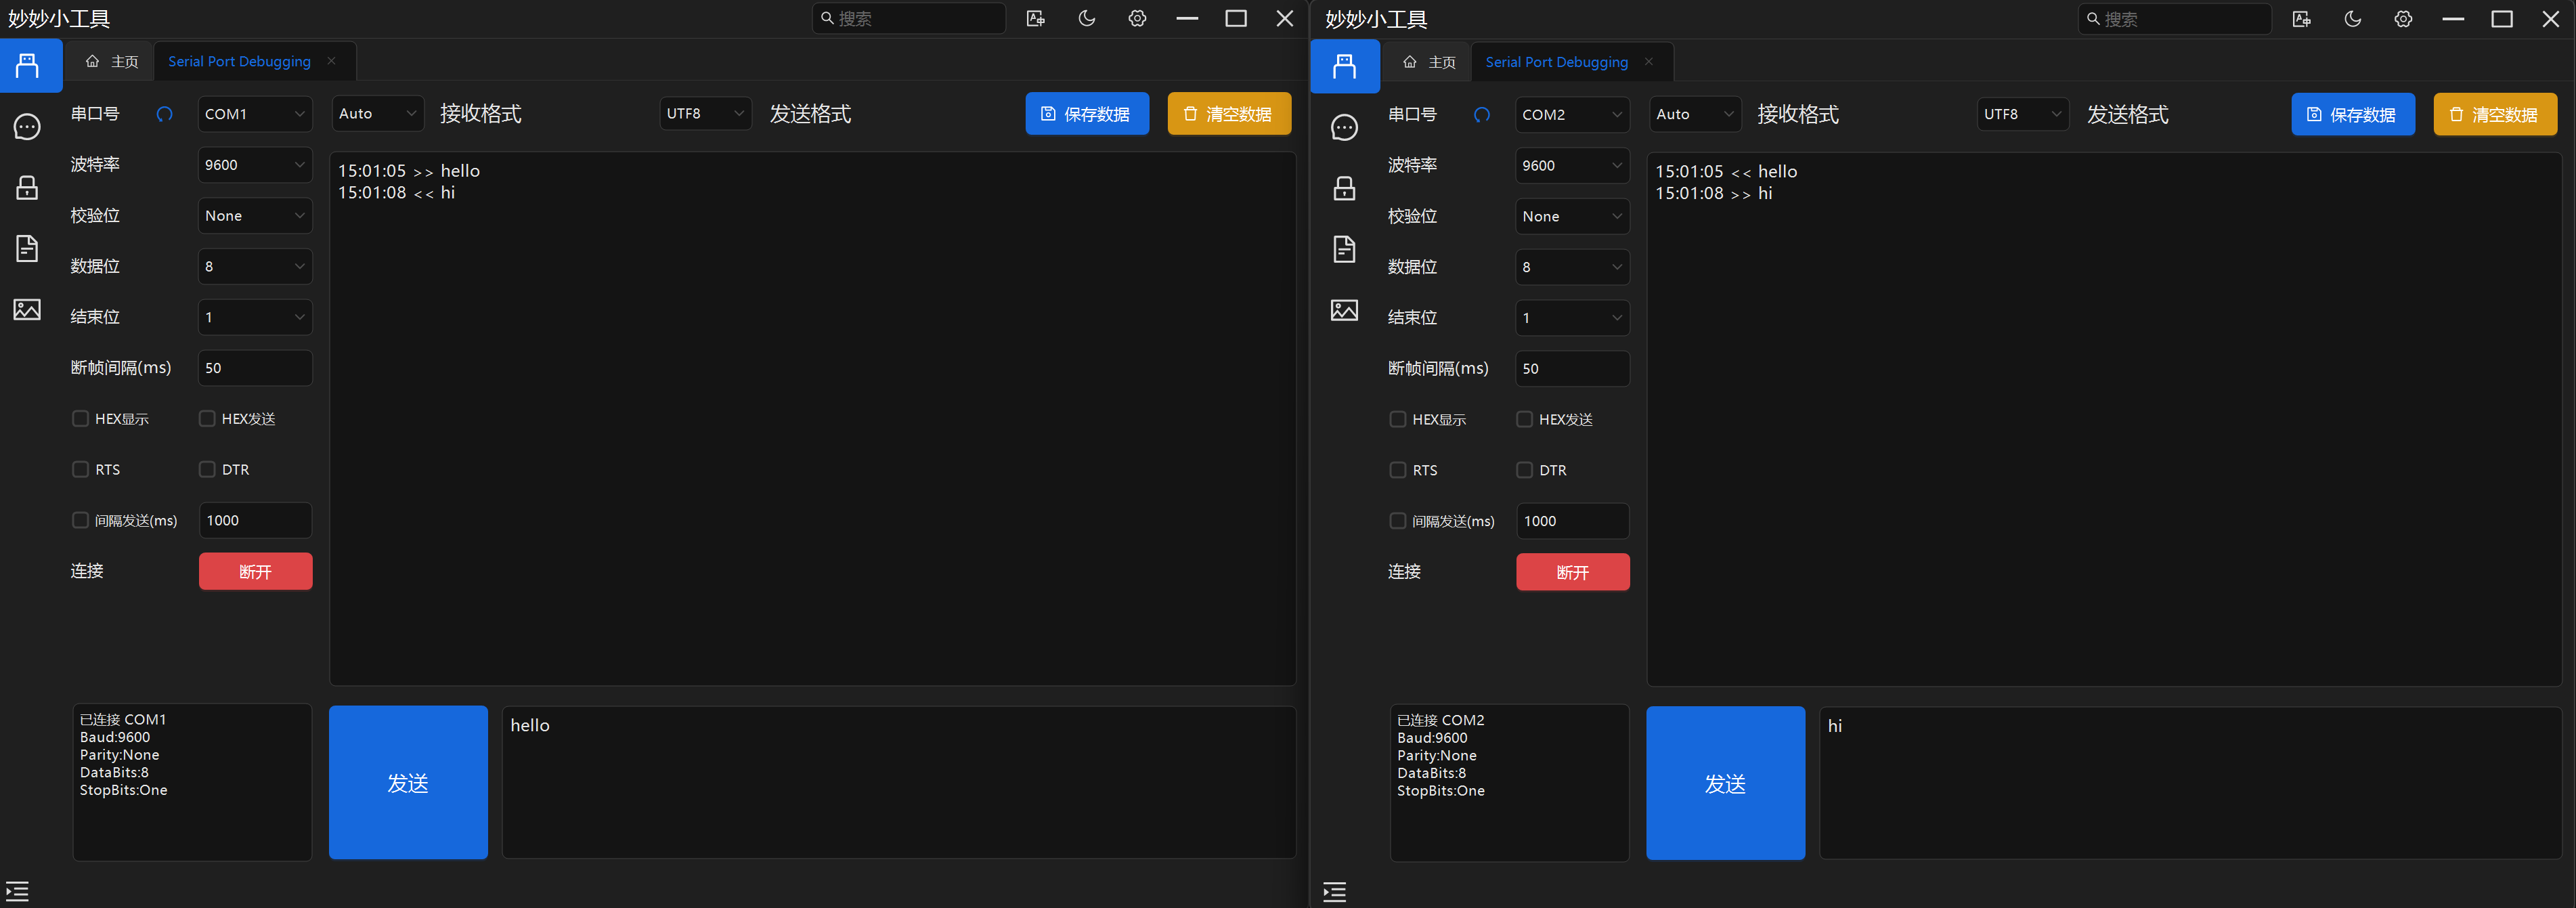 妙妙小工具
搜索
主页
Serial Port Debugging
串口号
COM1
Auto
接收格式
UTF8
发送格式
保存数据
清空数据
波特率
9600
校验位
None
数据位
8
结束位
1
断帧间隔(ms)
50
HEX显示
HEX发送
RTS
DTR
间隔发送(ms)
1000
连接
断开
15:01:05 >> hello
15:01:08 << hi
已连接 COM1
Baud:9600
Parity:None
DataBits:8
StopBits:One
发送
hello
妙妙小工具
搜索
主页
Serial Port Debugging
串口号
COM2
Auto
接收格式
UTF8
发送格式
保存数据
清空数据
波特率
9600
校验位
None
数据位
8
结束位
1
断帧间隔(ms)
50
HEX显示
HEX发送
RTS
DTR
间隔发送(ms)
1000
连接
断开
15:01:05 << hello
15:01:08 >> hi
已连接 COM2
Baud:9600
Parity:None
DataBits:8
StopBits:One
发送
hi